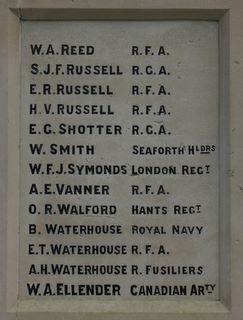 W. A. REED R. F. A.
S. J. F. RUSSELL R. G. A.
E. R. RUSSELL R. F. A.
H. V. RUSSELL R. F. A.
E. C. SHOTTER R. G. A.
W. SMITH SEAFORTH HLDRS
W. F. J. SYMONDS LONDON REGT
A. E. VANNER R. F. A.
O. R. WALFORD HANTS REGT
B. WATERHOUSE ROYAL NAVY
E. T. WATERHOUSE R. F. A.
A. H. WATERHOUSE R. FUSILIERS
W. A. ELLENDER CANADIAN ARTY